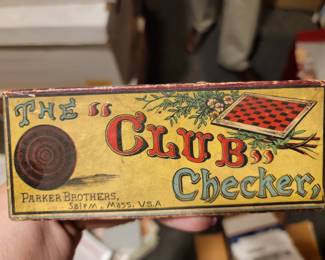 THE "CLUB"
Checker,
PARKER BROTHERS,
Salem, Mass. U.S.A.